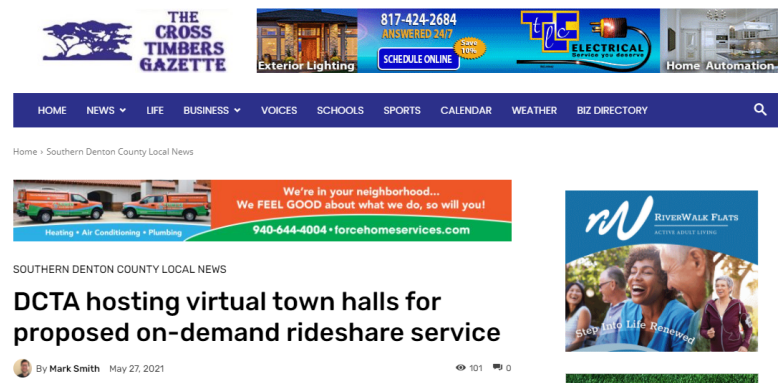 THE
CROSS
TIMBERS
GAZETTE
817-424-2684
ANSWERED 24/7
SCHEDULE ONLINE
Save
10%
Exterior Lighting
tlc
ELECTRICAL
Service you deserve
Home Automation
HOME NEWS LIFE BUSINESS VOICES SCHOOLS SPORTS CALENDAR WEATHER BIZ DIRECTORY
Home › Southern Denton County Local News
We're in your neighborhood...
We FEEL GOOD about what we do, so will you!
Heating • Air Conditioning • Plumbing
940-644-4004 • forcehomeservices.com
RIVERWALK FLATS
ACTIVE ADULT LIVING
Step Into Life Renewed
SOUTHERN DENTON COUNTY LOCAL NEWS
DCTA hosting virtual town halls for
proposed on-demand rideshare service
By Mark Smith May 27, 2021 101 0